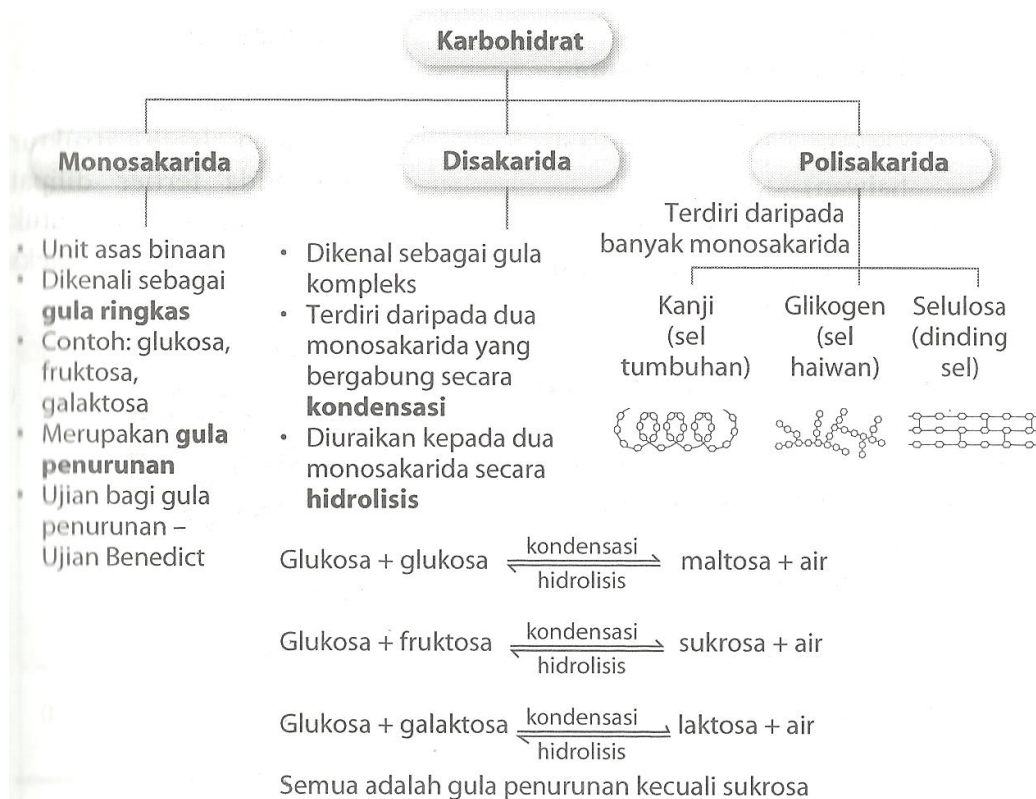 Karbohidrat
Monosakarida
• Unit asas binaan
• Dikenali sebagai
gula ringkas
• Contoh: glukosa,
fruktosa,
galaktosa
• Merupakan gula
penurunan
• Ujian bagi gula
penurunan –
Ujian Benedict
Disakarida
• Dikenal sebagai gula
kompleks
• Terdiri daripada dua
monosakarida yang
bergabung secara
kondensasi
• Diuraikan kepada dua
monosakarida secara
hidrolisis
Polisakarida
Terdiri daripada
banyak monosakarida
Kanji
(sel
tumbuhan)
Glikogen
(sel
haiwan)
Selulosa
(dinding
sel)
kondensasi
Glukosa + glukosa ⇌ maltosa + air
hidrolisis
kondensasi
Glukosa + fruktosa ⇌ sukrosa + air
hidrolisis
kondensasi
Glukosa + galaktosa ⇌ laktosa + air
hidrolisis
Semua adalah gula penurunan kecuali sukrosa